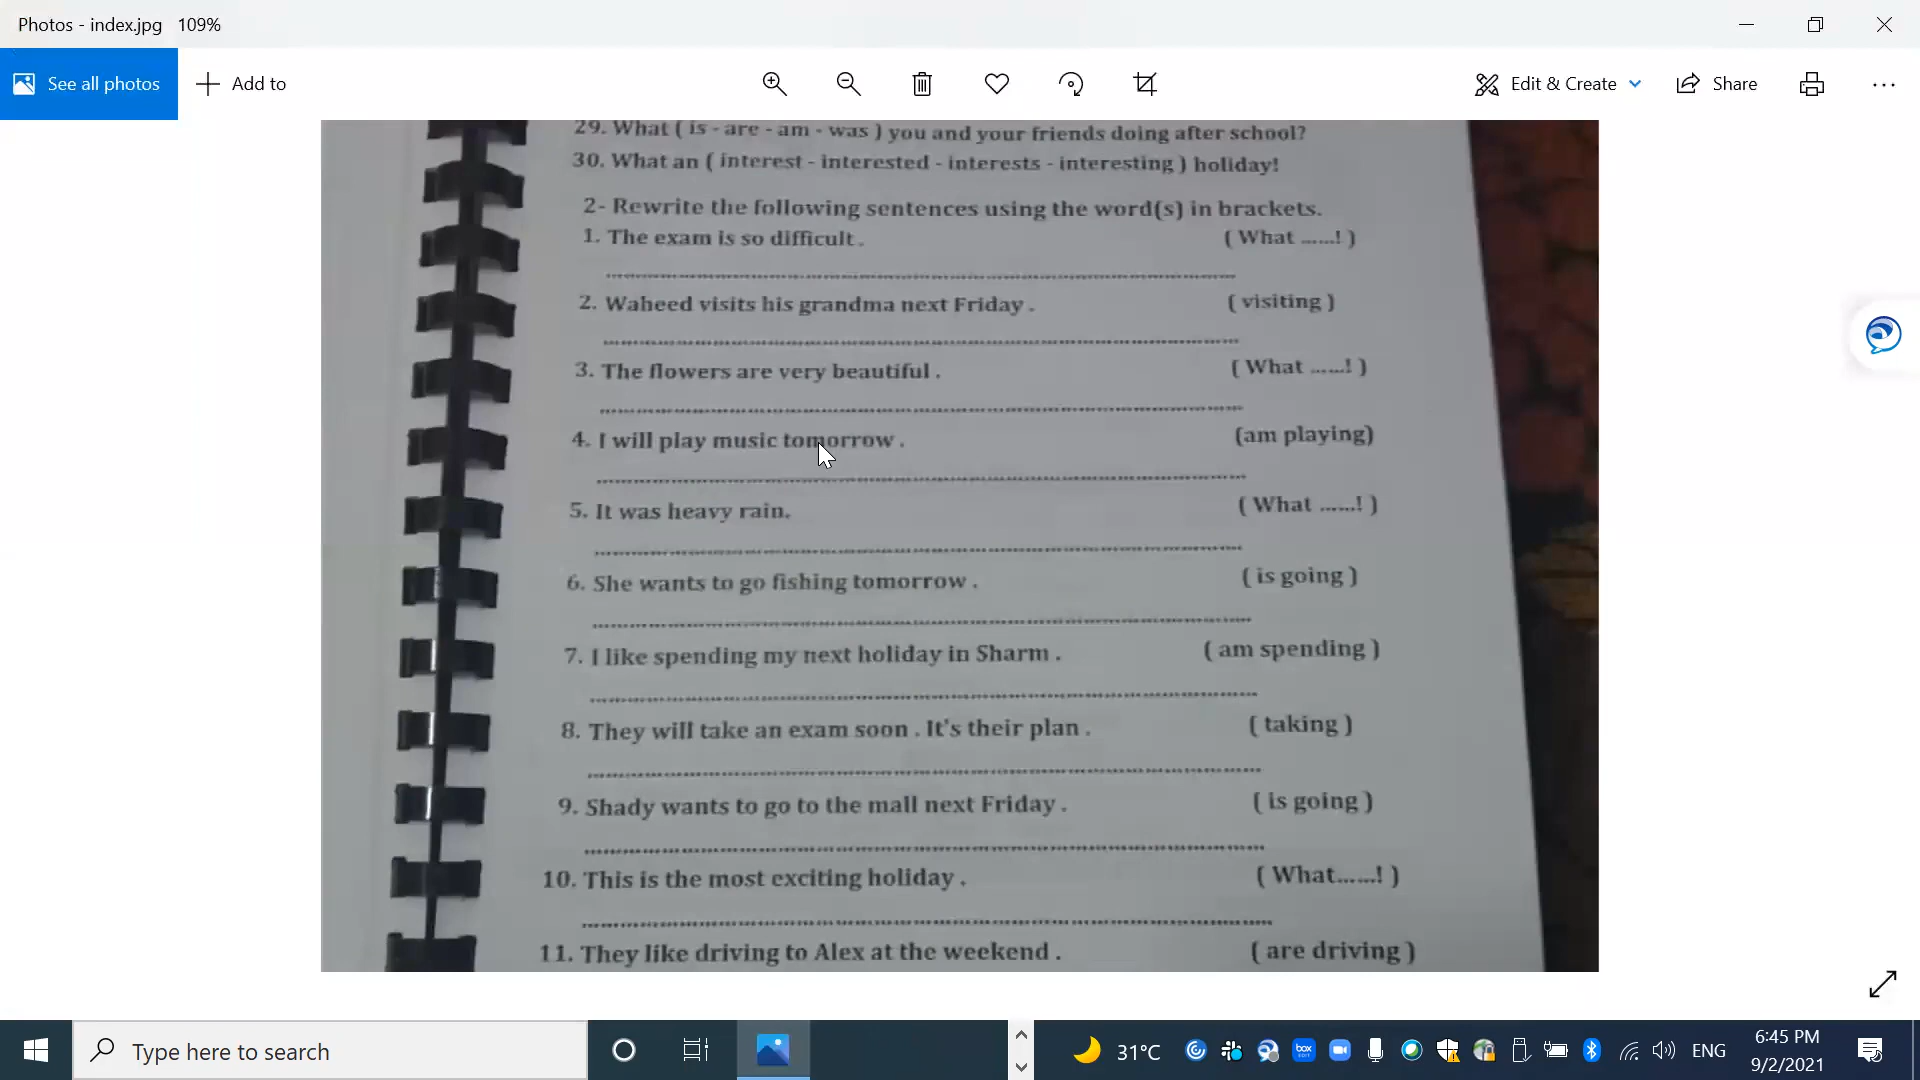 Photos - index.jpg 109%
See all photos
Add to
Edit & Create
Share
29. What ( is - are - am - was ) you and your friends doing after school?
30. What an ( interest - interested - interests - interesting ) holiday!
2- Rewrite the following sentences using the word(s) in brackets.
1. The exam is so difficult . ( What ......! )
2. Waheed visits his grandma next Friday . ( visiting )
3. The flowers are very beautiful . ( What ......! )
4. I will play music tomorrow . (am playing)
5. It was heavy rain. ( What ......! )
6. She wants to go fishing tomorrow . ( is going )
7. I like spending my next holiday in Sharm . ( am spending )
8. They will take an exam soon . It's their plan . ( taking )
9. Shady wants to go to the mall next Friday . ( is going )
10. This is the most exciting holiday . ( What......! )
11. They like driving to Alex at the weekend . ( are driving )
Type here to search
31°C
box
ENG
6:45 PM
9/2/2021